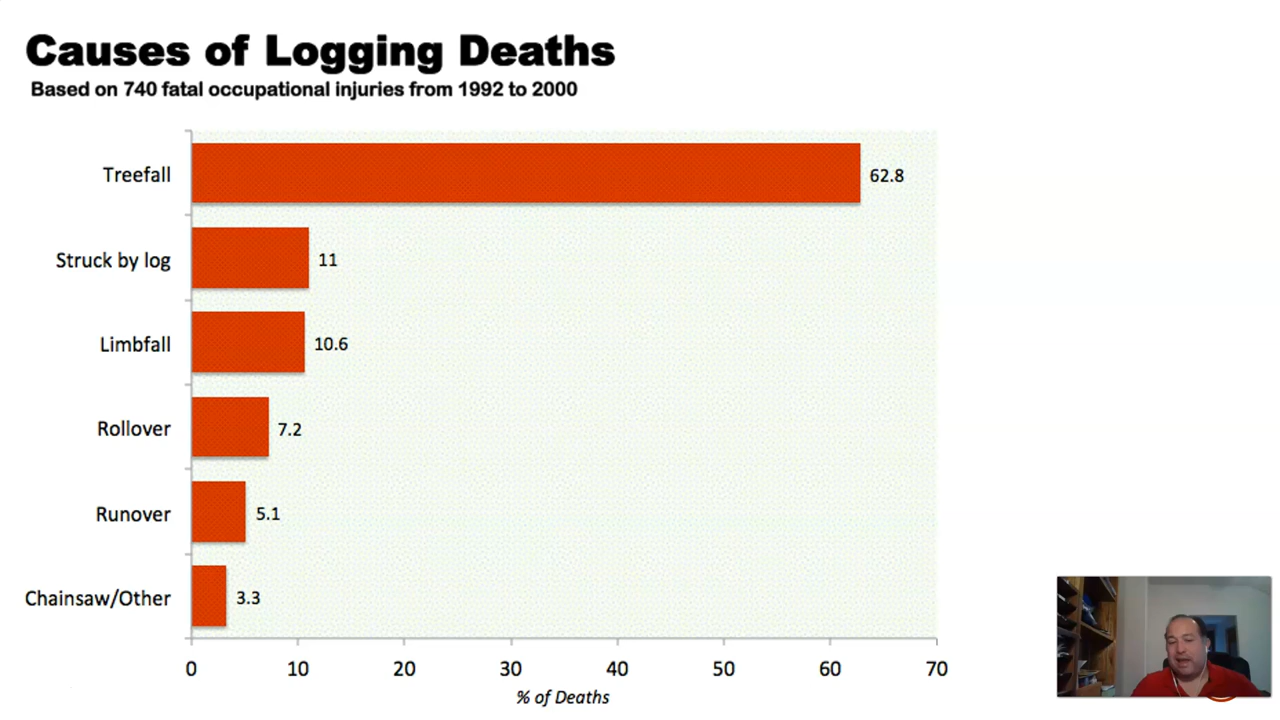 Causes of Logging Deaths
Based on 740 fatal occupational injuries from 1992 to 2000
Treefall
62.8
Struck by log
11
Limbfall
10.6
Rollover
7.2
Runover
5.1
Chainsaw/Other
3.3
0 10 20 30 40 50 60 70
% of Deaths